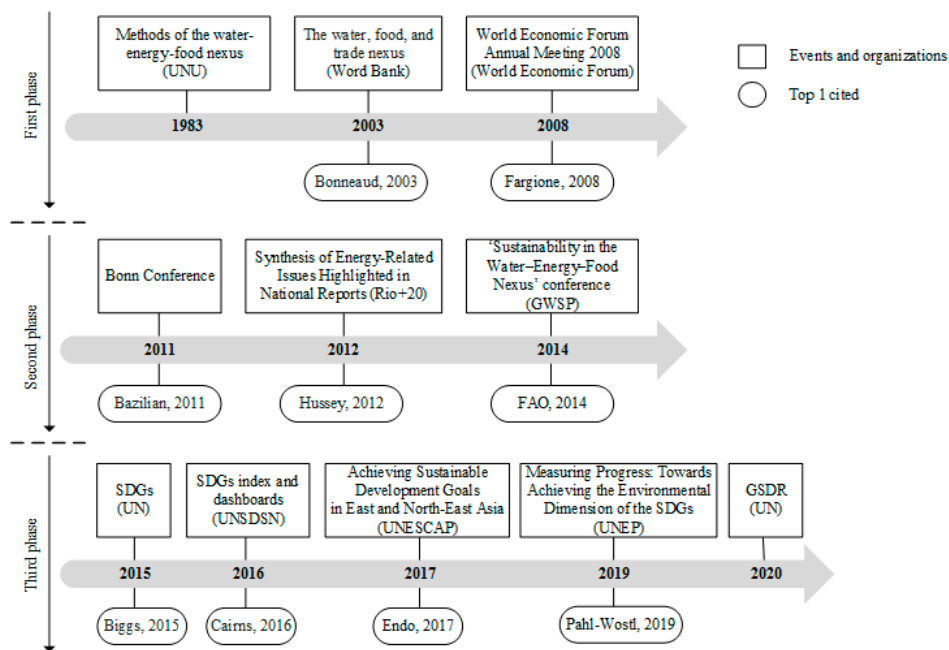 First phase
Methods of the water-
energy-food nexus
(UNU)
The water, food, and
trade nexus
(Word Bank)
World Economic Forum
Annual Meeting 2008
(World Economic Forum)
1983
2003
2008
Bonneaud, 2003
Fargione, 2008
Events and organizations
Top 1 cited
Second phase
Bonn Conference
Synthesis of Energy-Related
Issues Highlighted in
National Reports (Rio+20)
‘Sustainability in the
Water–Energy–Food
Nexus’ conference
(GWSP)
2011
2012
2014
Bazilian, 2011
Hussey, 2012
FAO, 2014
Third phase
SDGs
(UN)
SDGs index and
dashboards
(UNSDSN)
Achieving Sustainable
Development Goals
in East and North-East Asia
(UNESCAP)
Measuring Progress: Towards
Achieving the Environmental
Dimension of the SDGs
(UNEP)
GSDR
(UN)
2015
2016
2017
2019
2020
Biggs, 2015
Cairns, 2016
Endo, 2017
Pahl-Wostl, 2019